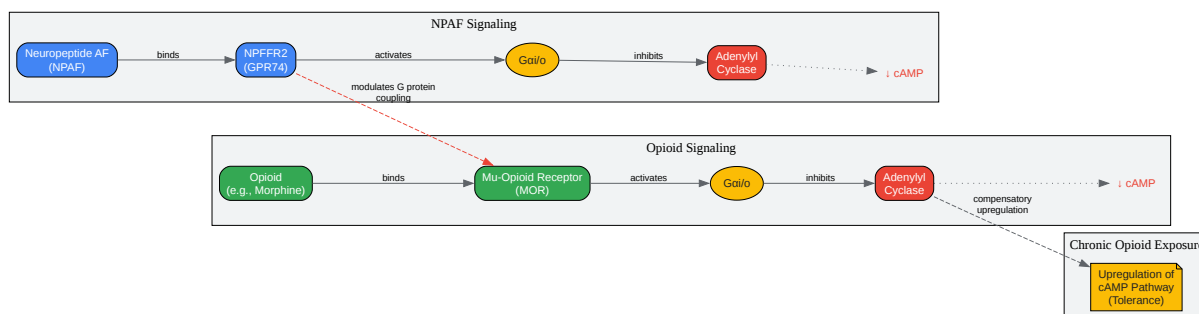 NPAF Signaling
Neuropeptide AF
(NPAF)
binds
NPFFR2
(GPR74)
activates
Gαi/o
inhibits
Adenylyl
Cyclase
↓ cAMP
modulates G protein
coupling
Opioid Signaling
Opioid
(e.g., Morphine)
binds
Mu-Opioid Receptor
(MOR)
activates
Gαi/o
inhibits
Adenylyl
Cyclase
↓ cAMP
compensatory
upregulation
Chronic Opioid Exposure
Upregulation of
cAMP Pathway
(Tolerance)